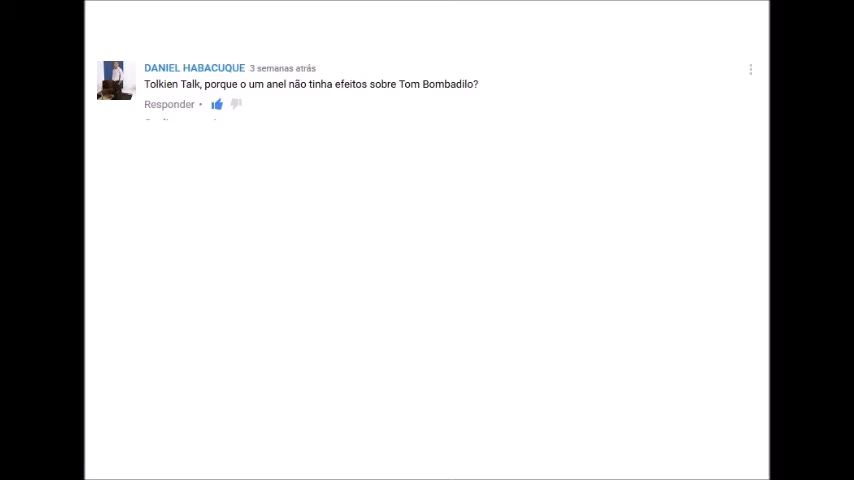 DANIEL HABACUQUE 3 semanas atrás
Tolkien Talk, porque o um anel não tinha efeitos sobre Tom Bombadilo?
Responder •